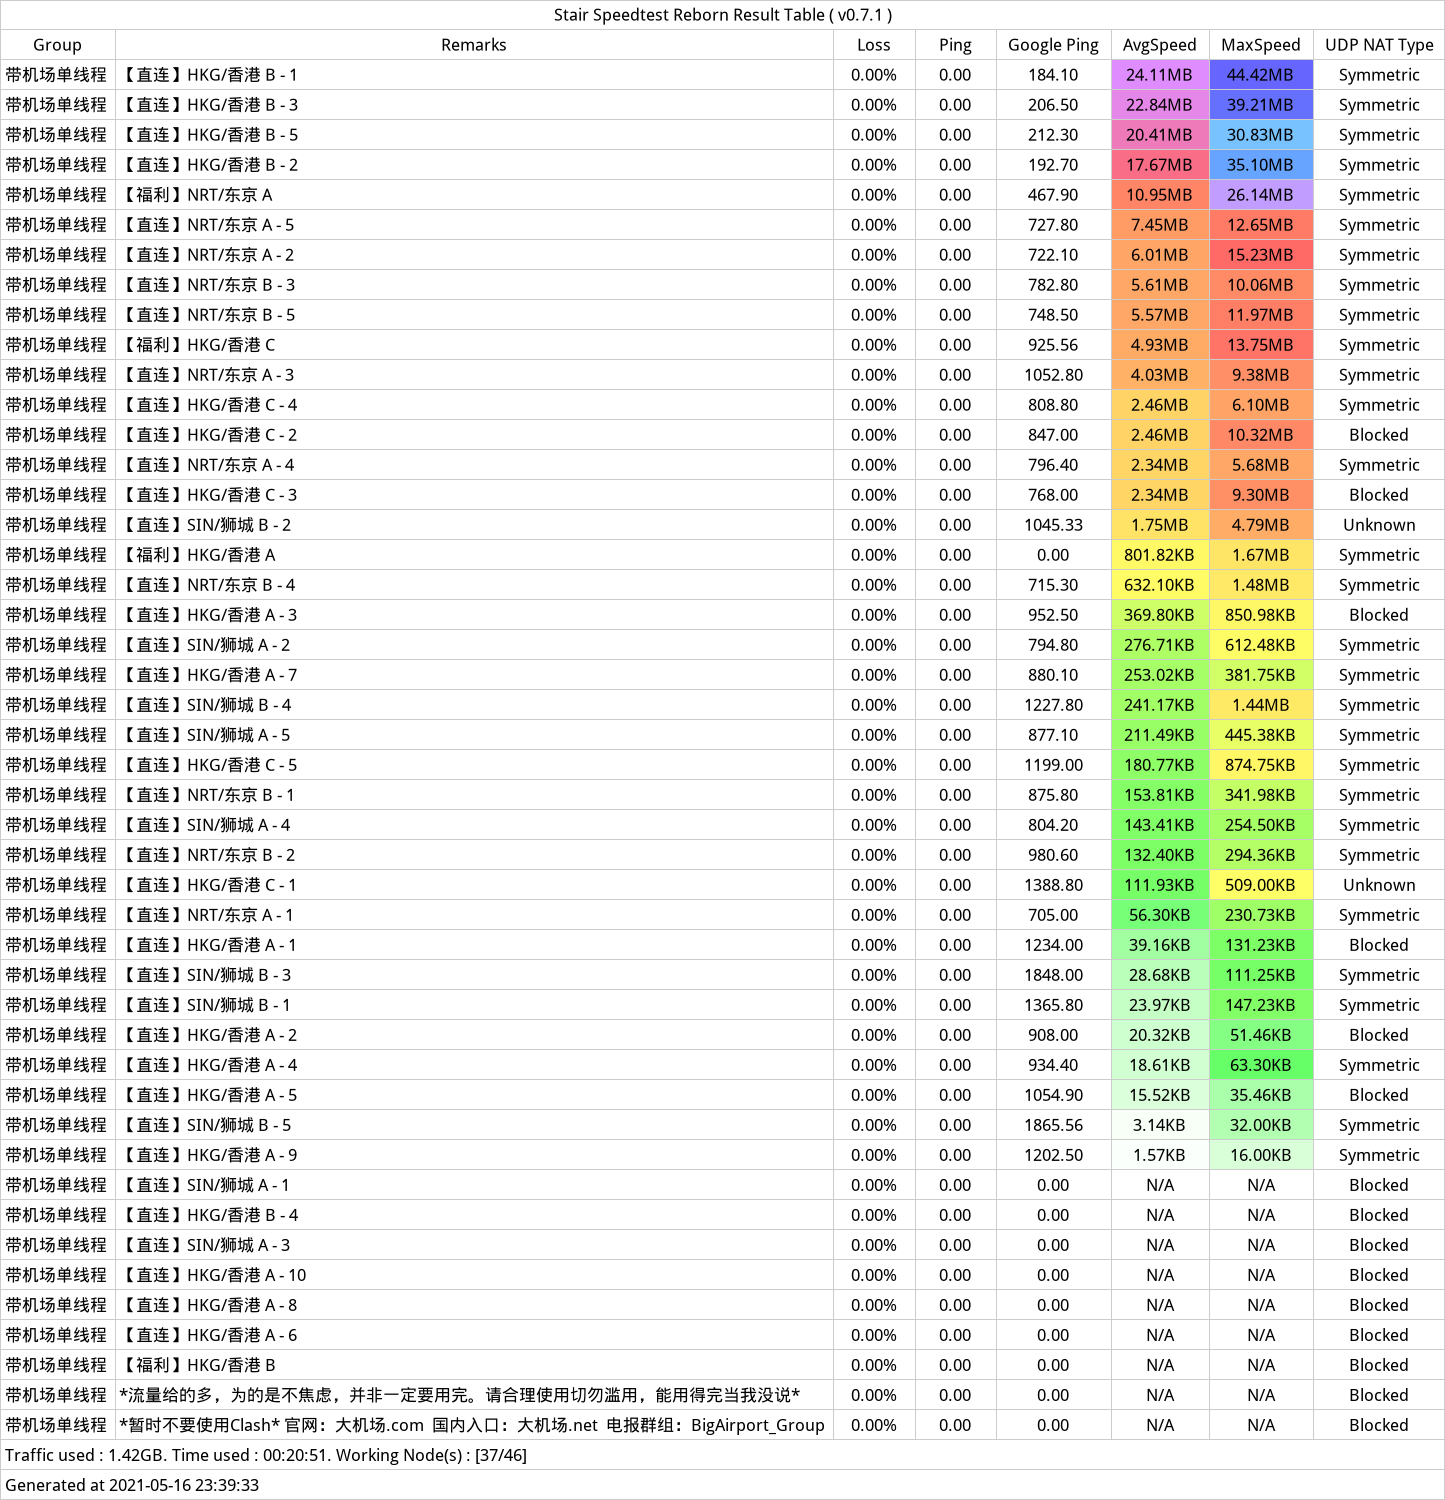 Stair Speedtest Reborn Result Table ( v0.7.1 )
Group Remarks Loss Ping Google Ping AvgSpeed MaxSpeed UDP NAT Type
带机场单线程 【直连】HKG/香港 B - 1 0.00% 0.00 184.10 24.11MB 44.42MB Symmetric
带机场单线程 【直连】HKG/香港 B - 3 0.00% 0.00 206.50 22.84MB 39.21MB Symmetric
带机场单线程 【直连】HKG/香港 B - 5 0.00% 0.00 212.30 20.41MB 30.83MB Symmetric
带机场单线程 【直连】HKG/香港 B - 2 0.00% 0.00 192.70 17.67MB 35.10MB Symmetric
带机场单线程 【福利】NRT/东京 A 0.00% 0.00 467.90 10.95MB 26.14MB Symmetric
带机场单线程 【直连】NRT/东京 A - 5 0.00% 0.00 727.80 7.45MB 12.65MB Symmetric
带机场单线程 【直连】NRT/东京 A - 2 0.00% 0.00 722.10 6.01MB 15.23MB Symmetric
带机场单线程 【直连】NRT/东京 B - 3 0.00% 0.00 782.80 5.61MB 10.06MB Symmetric
带机场单线程 【直连】NRT/东京 B - 5 0.00% 0.00 748.50 5.57MB 11.97MB Symmetric
带机场单线程 【福利】HKG/香港 C 0.00% 0.00 925.56 4.93MB 13.75MB Symmetric
带机场单线程 【直连】NRT/东京 A - 3 0.00% 0.00 1052.80 4.03MB 9.38MB Symmetric
带机场单线程 【直连】HKG/香港 C - 4 0.00% 0.00 808.80 2.46MB 6.10MB Symmetric
带机场单线程 【直连】HKG/香港 C - 2 0.00% 0.00 847.00 2.46MB 10.32MB Blocked
带机场单线程 【直连】NRT/东京 A - 4 0.00% 0.00 796.40 2.34MB 5.68MB Symmetric
带机场单线程 【直连】HKG/香港 C - 3 0.00% 0.00 768.00 2.34MB 9.30MB Blocked
带机场单线程 【直连】SIN/狮城 B - 2 0.00% 0.00 1045.33 1.75MB 4.79MB Unknown
带机场单线程 【福利】HKG/香港 A 0.00% 0.00 0.00 801.82KB 1.67MB Symmetric
带机场单线程 【直连】NRT/东京 B - 4 0.00% 0.00 715.30 632.10KB 1.48MB Symmetric
带机场单线程 【直连】HKG/香港 A - 3 0.00% 0.00 952.50 369.80KB 850.98KB Blocked
带机场单线程 【直连】SIN/狮城 A - 2 0.00% 0.00 794.80 276.71KB 612.48KB Symmetric
带机场单线程 【直连】HKG/香港 A - 7 0.00% 0.00 880.10 253.02KB 381.75KB Symmetric
带机场单线程 【直连】SIN/狮城 B - 4 0.00% 0.00 1227.80 241.17KB 1.44MB Symmetric
带机场单线程 【直连】SIN/狮城 A - 5 0.00% 0.00 877.10 211.49KB 445.38KB Symmetric
带机场单线程 【直连】HKG/香港 C - 5 0.00% 0.00 1199.00 180.77KB 874.75KB Symmetric
带机场单线程 【直连】NRT/东京 B - 1 0.00% 0.00 875.80 153.81KB 341.98KB Symmetric
带机场单线程 【直连】SIN/狮城 A - 4 0.00% 0.00 804.20 143.41KB 254.50KB Symmetric
带机场单线程 【直连】NRT/东京 B - 2 0.00% 0.00 980.60 132.40KB 294.36KB Symmetric
带机场单线程 【直连】HKG/香港 C - 1 0.00% 0.00 1388.80 111.93KB 509.00KB Unknown
带机场单线程 【直连】NRT/东京 A - 1 0.00% 0.00 705.00 56.30KB 230.73KB Symmetric
带机场单线程 【直连】HKG/香港 A - 1 0.00% 0.00 1234.00 39.16KB 131.23KB Blocked
带机场单线程 【直连】SIN/狮城 B - 3 0.00% 0.00 1848.00 28.68KB 111.25KB Symmetric
带机场单线程 【直连】SIN/狮城 B - 1 0.00% 0.00 1365.80 23.97KB 147.23KB Symmetric
带机场单线程 【直连】HKG/香港 A - 2 0.00% 0.00 908.00 20.32KB 51.46KB Blocked
带机场单线程 【直连】HKG/香港 A - 4 0.00% 0.00 934.40 18.61KB 63.30KB Symmetric
带机场单线程 【直连】HKG/香港 A - 5 0.00% 0.00 1054.90 15.52KB 35.46KB Blocked
带机场单线程 【直连】SIN/狮城 B - 5 0.00% 0.00 1865.56 3.14KB 32.00KB Symmetric
带机场单线程 【直连】HKG/香港 A - 9 0.00% 0.00 1202.50 1.57KB 16.00KB Symmetric
带机场单线程 【直连】SIN/狮城 A - 1 0.00% 0.00 0.00 N/A N/A Blocked
带机场单线程 【直连】HKG/香港 B - 4 0.00% 0.00 0.00 N/A N/A Blocked
带机场单线程 【直连】SIN/狮城 A - 3 0.00% 0.00 0.00 N/A N/A Blocked
带机场单线程 【直连】HKG/香港 A - 10 0.00% 0.00 0.00 N/A N/A Blocked
带机场单线程 【直连】HKG/香港 A - 8 0.00% 0.00 0.00 N/A N/A Blocked
带机场单线程 【直连】HKG/香港 A - 6 0.00% 0.00 0.00 N/A N/A Blocked
带机场单线程 【福利】HKG/香港 B 0.00% 0.00 0.00 N/A N/A Blocked
带机场单线程 *流量给的多，为的是不焦虑，并非一定要用完。请合理使用切勿滥用，能用得完当我没说* 0.00% 0.00 0.00 N/A N/A Blocked
带机场单线程 *暂时不要使用Clash* 官网：大机场.com 国内入口：大机场.net 电报群组：BigAirport_Group 0.00% 0.00 0.00 N/A N/A Blocked
Traffic used : 1.42GB. Time used : 00:20:51. Working Node(s) : [37/46]
Generated at 2021-05-16 23:39:33